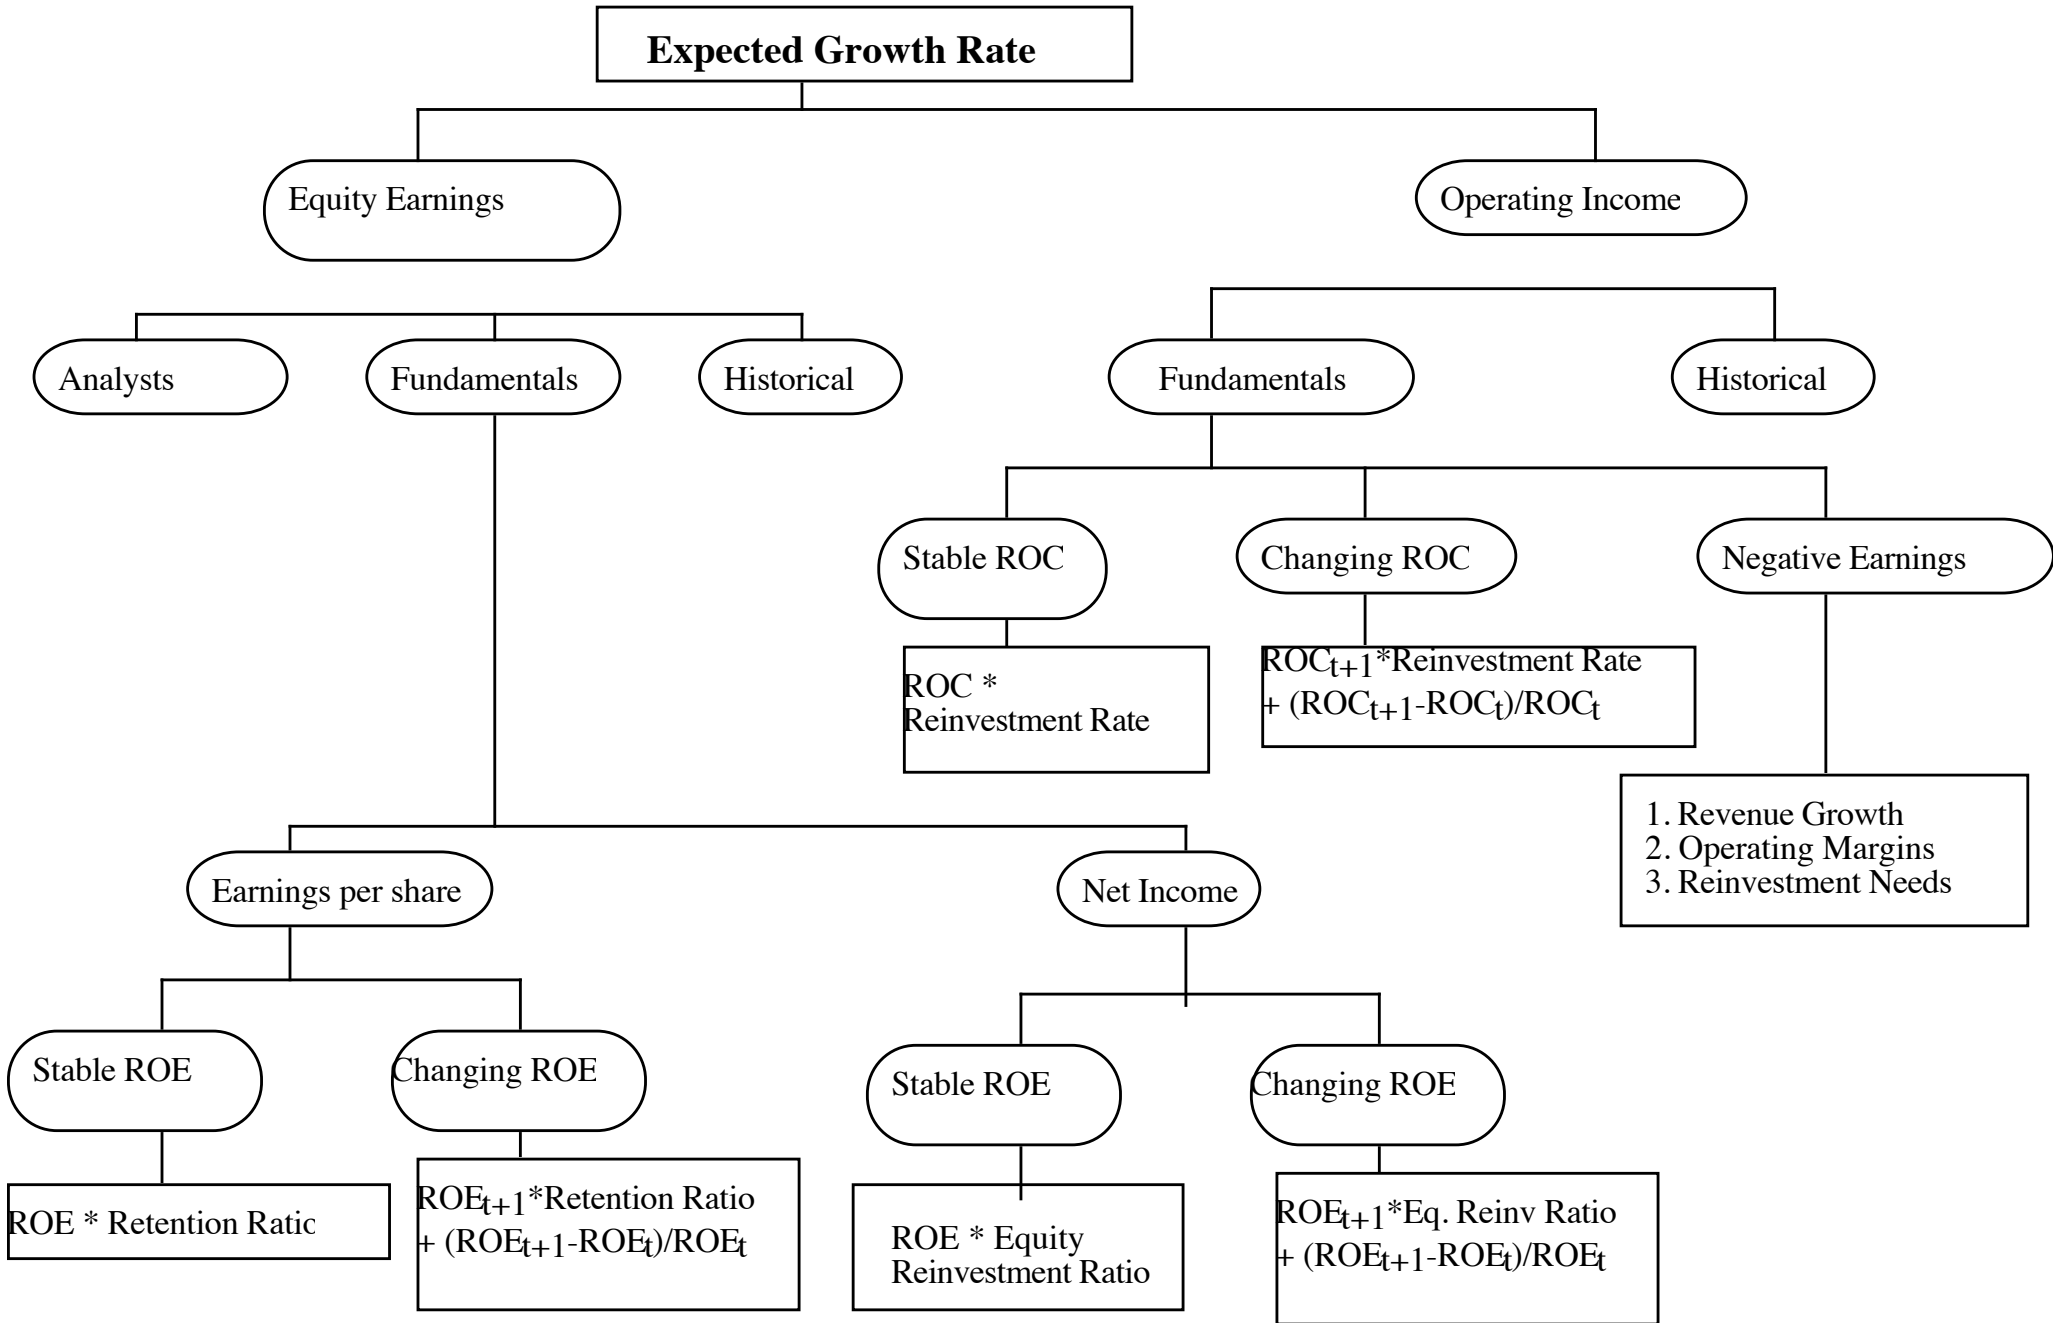 Expected Growth Rate
Equity Earnings
Operating Income
Analysts
Fundamentals
Historical
Fundamentals
Historical
Stable ROC
Changing ROC
Negative Earnings
ROC *
Reinvestment Rate
ROCt+1*Reinvestment Rate
+ (ROCt+1-ROCt)/ROCt
1. Revenue Growth
2. Operating Margins
3. Reinvestment Needs
Earnings per share
Net Income
Stable ROE
Changing ROE
Stable ROE
Changing ROE
ROE * Retention Ratio
ROEt+1*Retention Ratio
+ (ROEt+1-ROEt)/ROEt
ROE * Equity
Reinvestment Ratio
ROEt+1*Eq. Reinv Ratio
+ (ROEt+1-ROEt)/ROEt